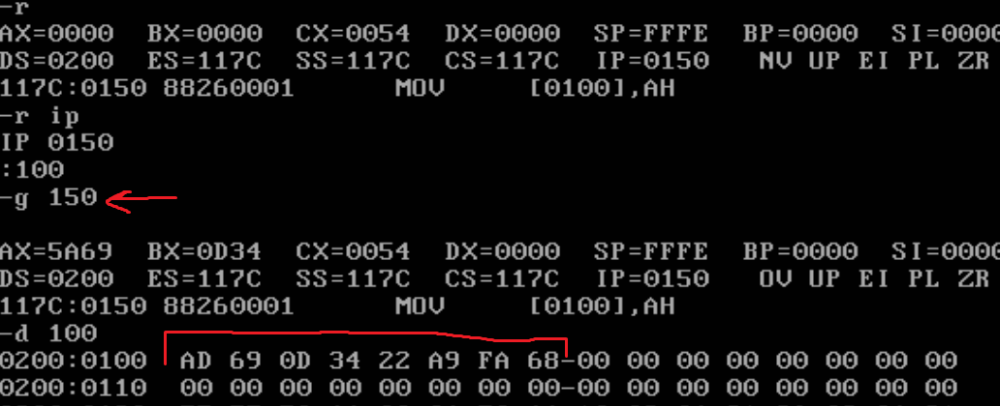 -r
AX=0000 BX=0000 CX=0054 DX=0000 SP=FFFE BP=0000 SI=0000
DS=0200 ES=117C SS=117C CS=117C IP=0150 NV UP EI PL ZR
117C:0150 88260001 MOV [0100],AH
-r ip
IP 0150
:100
-g 150
AX=5A69 BX=0D34 CX=0054 DX=0000 SP=FFFE BP=0000 SI=0000
DS=0200 ES=117C SS=117C CS=117C IP=0150 OV UP EI PL ZR
117C:0150 88260001 MOV [0100],AH
-d 100
0200:0100 AD 69 0D 34 22 A9 FA 68-00 00 00 00 00 00 00 00
0200:0110 00 00 00 00 00 00 00 00-00 00 00 00 00 00 00 00